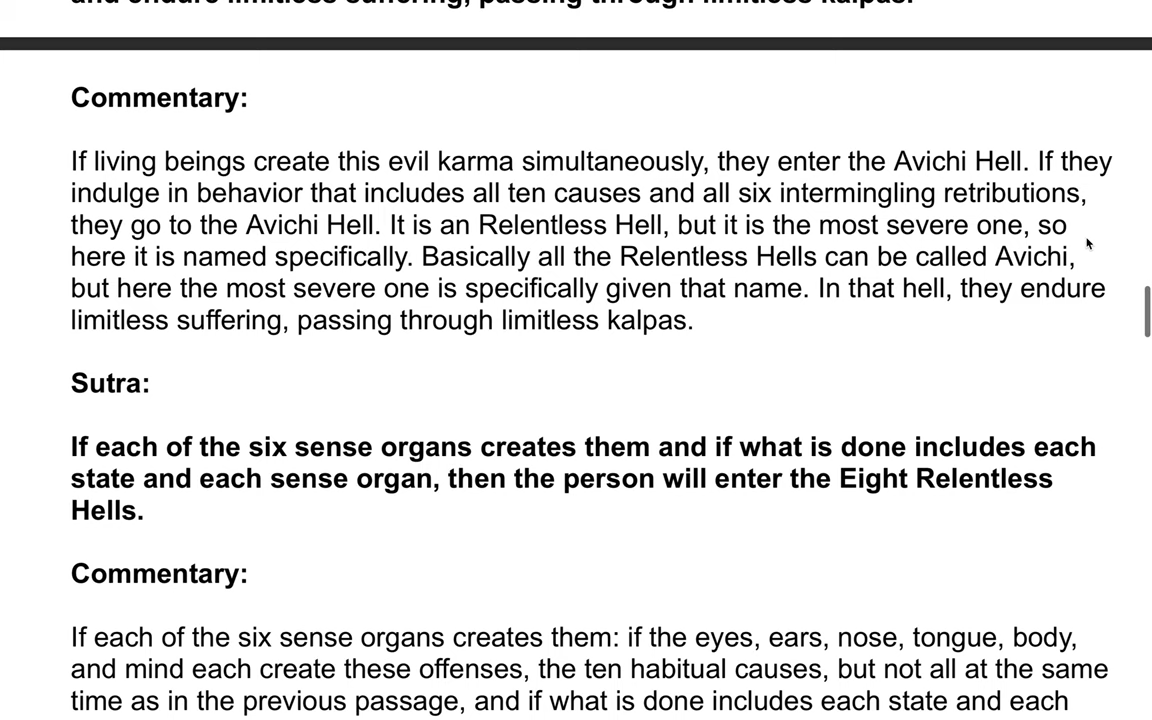 and endure limitless suffering, passing through limitless kalpas.
Commentary:
If living beings create this evil karma simultaneously, they enter the Avichi Hell. If they
indulge in behavior that includes all ten causes and all six intermingling retributions,
they go to the Avichi Hell. It is an Relentless Hell, but it is the most severe one, so
here it is named specifically. Basically all the Relentless Hells can be called Avichi,
but here the most severe one is specifically given that name. In that hell, they endure
limitless suffering, passing through limitless kalpas.
Sutra:
If each of the six sense organs creates them and if what is done includes each
state and each sense organ, then the person will enter the Eight Relentless
Hells.
Commentary:
If each of the six sense organs creates them: if the eyes, ears, nose, tongue, body,
and mind each create these offenses, the ten habitual causes, but not all at the same
time as in the previous passage, and if what is done includes each state and each